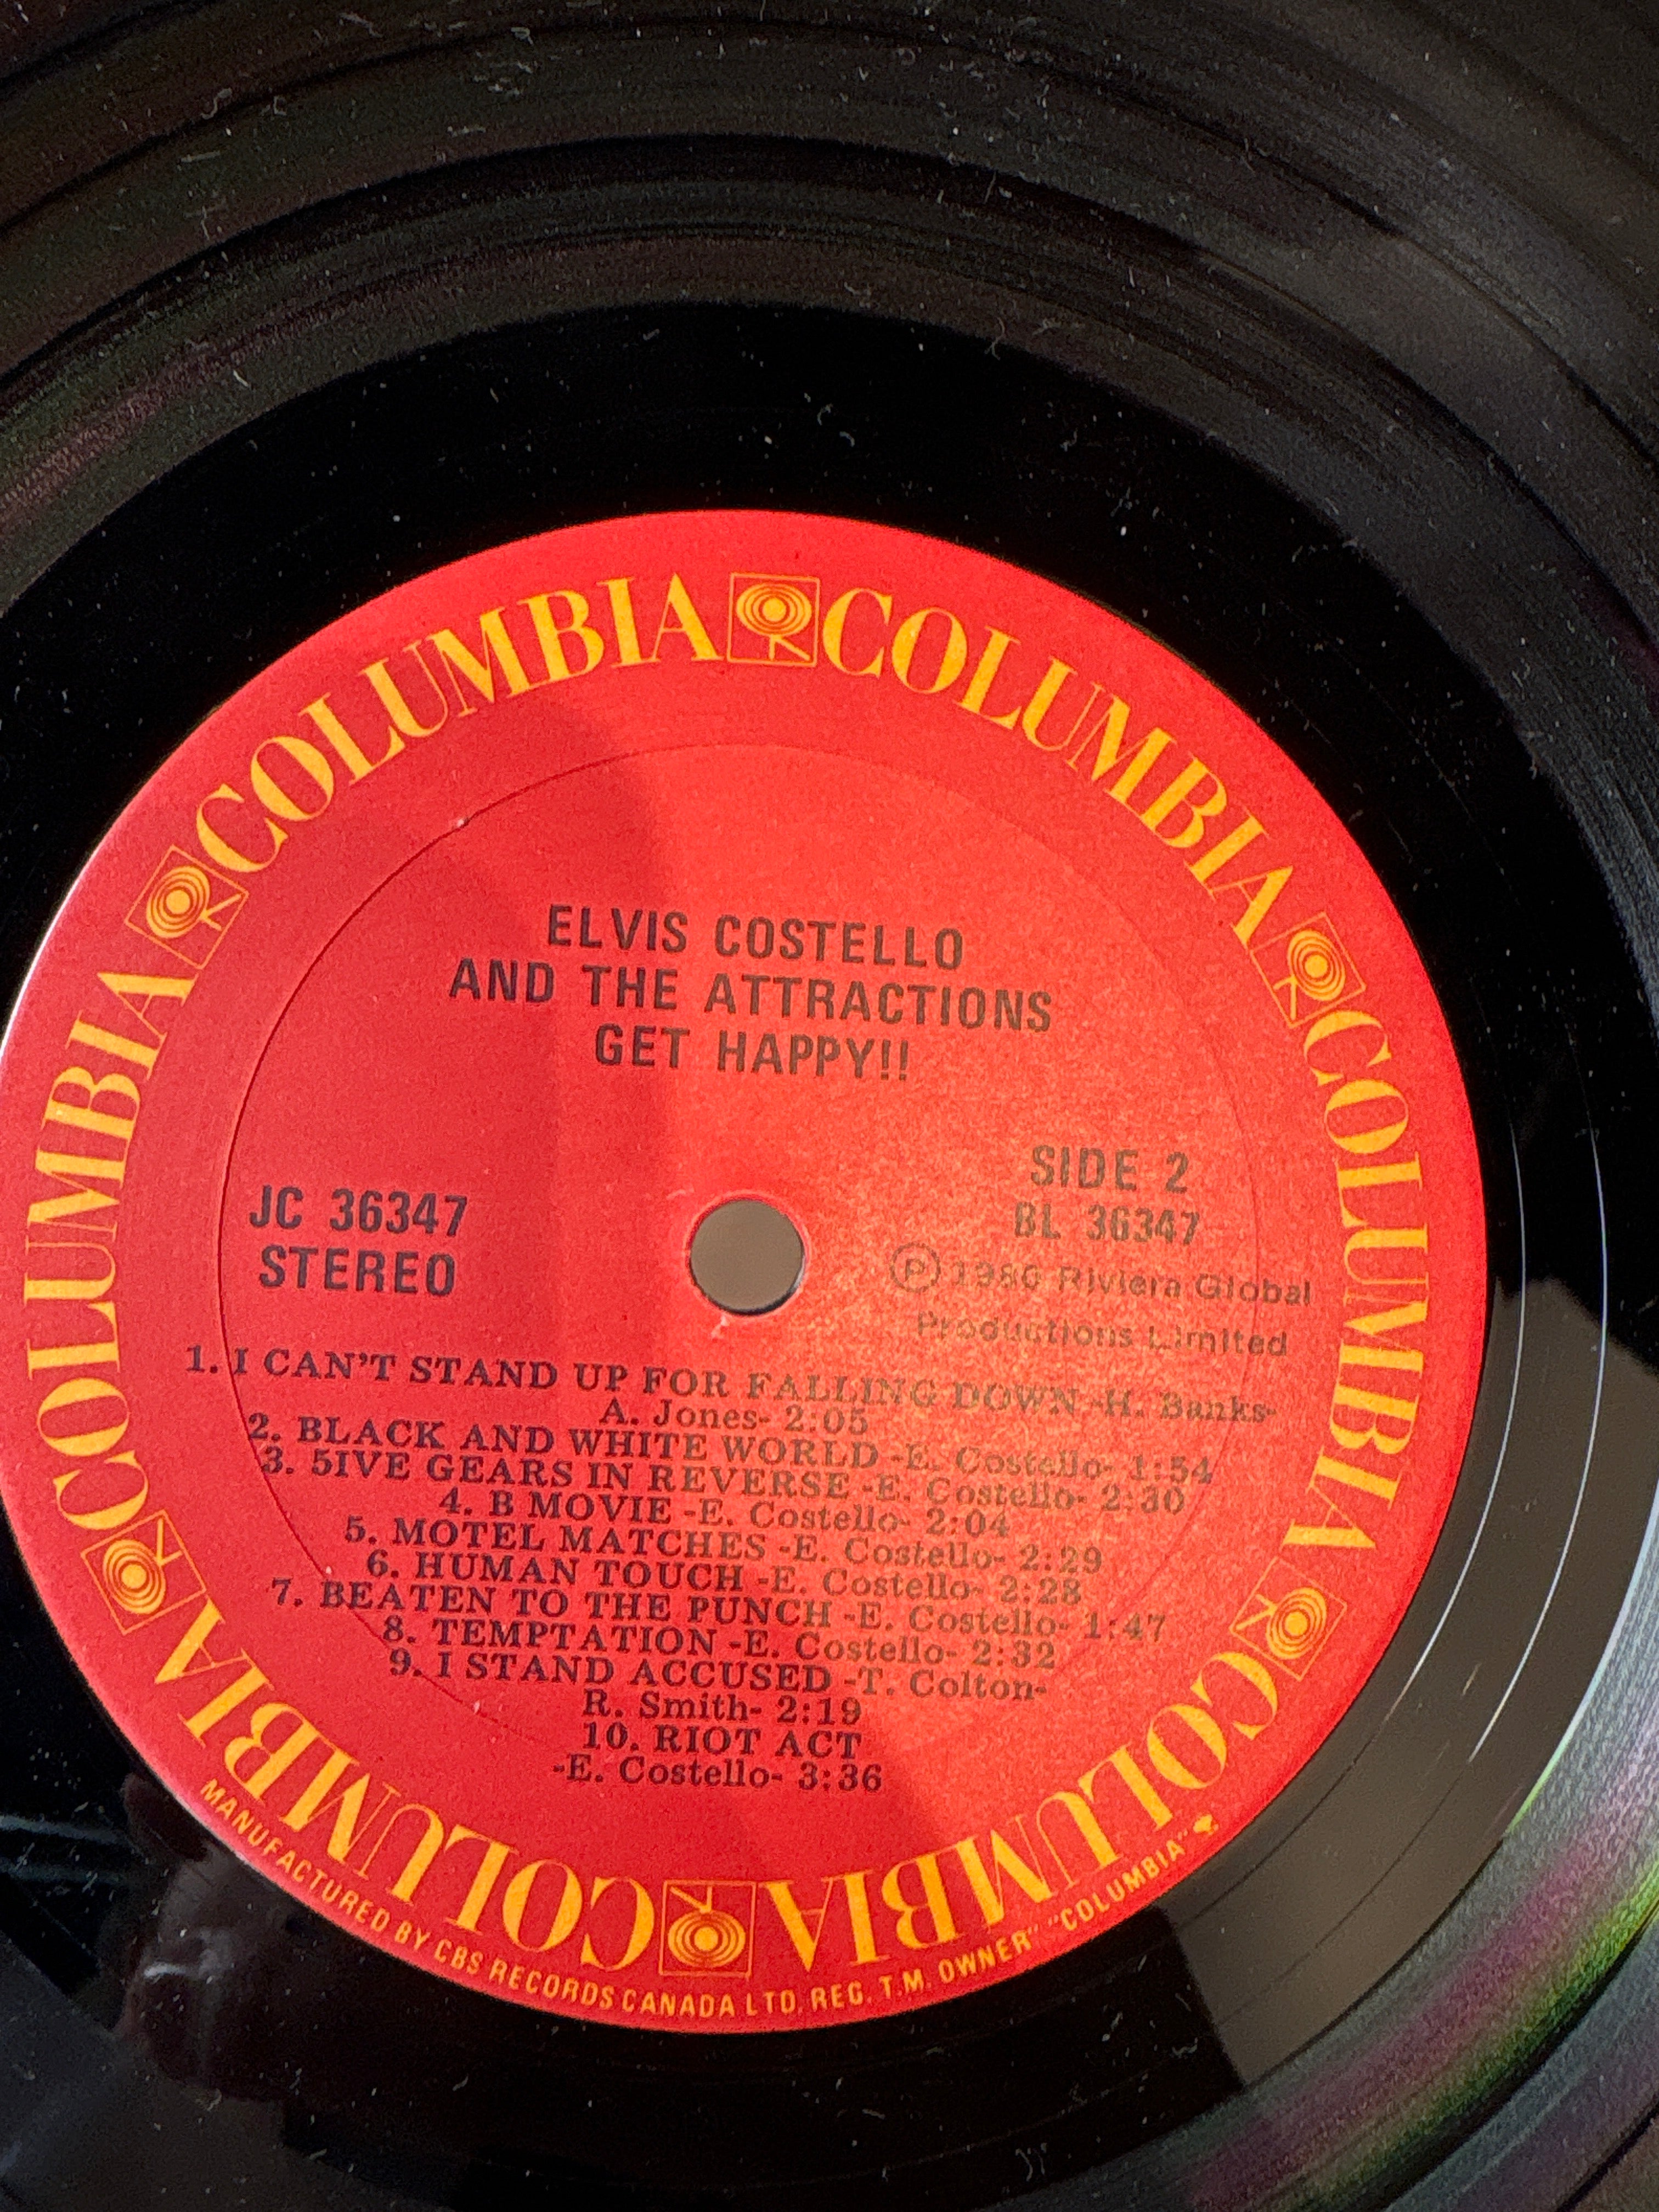 COLUMBIA COLUMBIA COLUMBIA COLUMBIA COLUMBIA COLUMBIA
ELVIS COSTELLO
AND THE ATTRACTIONS
GET HAPPY!!
JC 36347
STEREO
SIDE 2
BL 36347
Ⓟ 1980 Riviera Global
Productions Limited
1. I CAN'T STAND UP FOR FALLING DOWN -H. Banks-
A. Jones- 2:05
2. BLACK AND WHITE WORLD -E. Costello- 1:54
3. 5IVE GEARS IN REVERSE -E. Costello- 2:30
4. B MOVIE -E. Costello- 2:04
5. MOTEL MATCHES -E. Costello- 2:29
6. HUMAN TOUCH -E. Costello- 2:28
7. BEATEN TO THE PUNCH -E. Costello- 1:47
8. TEMPTATION -E. Costello- 2:32
9. I STAND ACCUSED -T. Colton-
R. Smith- 2:19
10. RIOT ACT
-E. Costello- 3:36
MANUFACTURED BY CBS RECORDS CANADA LTD. REG. T.M. OWNER" "COLUMBIA"